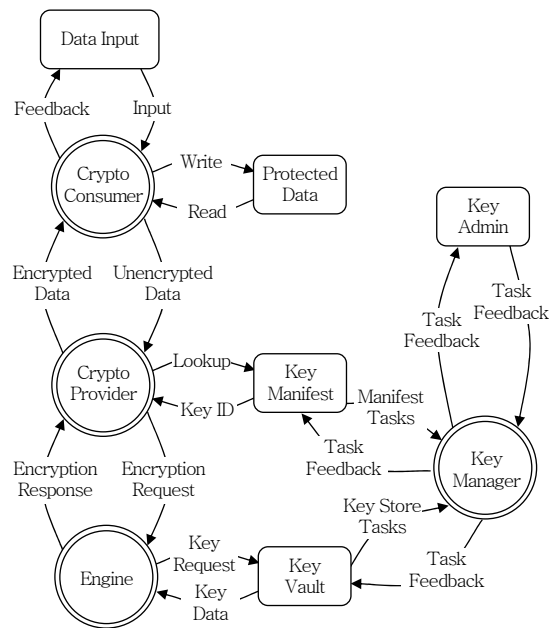 Data Input
Feedback
Input
Crypto
Consumer
Write
Read
Protected
Data
Key
Admin
Encrypted
Data
Unencrypted
Data
Task
Feedback
Task
Feedback
Crypto
Provider
Lookup
Key ID
Key
Manifest
Manifest
Tasks
Task
Feedback
Key
Manager
Encryption
Response
Encryption
Request
Key Store
Tasks
Engine
Key
Request
Key
Data
Key
Vault
Task
Feedback